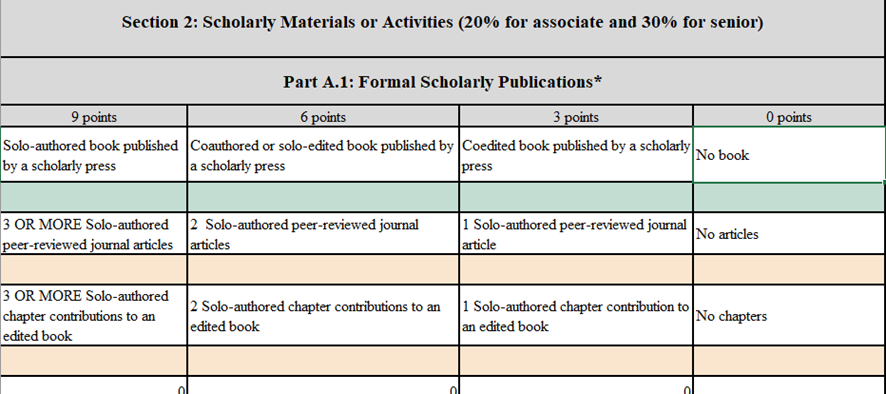 Section 2: Scholarly Materials or Activities (20% for associate and 30% for senior)
Part A.1: Formal Scholarly Publications*
9 points
6 points
3 points
0 points
Solo-authored book published
by a scholarly press
Coauthored or solo-edited book published by
a scholarly press
Coedited book published by a scholarly
press
No book
3 OR MORE Solo-authored
peer-reviewed journal articles
2  Solo-authored peer-reviewed journal
articles
1 Solo-authored peer-reviewed journal
article
No articles
3 OR MORE Solo-authored
chapter contributions to an
edited book
2 Solo-authored chapter contributions to an
edited book
1 Solo-authored chapter contribution to
an edited book
No chapters
0
0
0